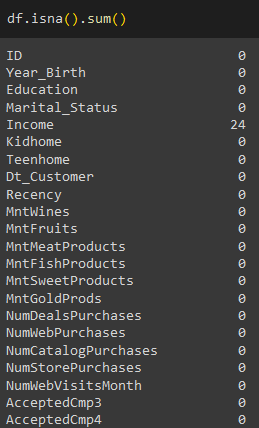 df.isna().sum()
ID 0
Year_Birth 0
Education 0
Marital_Status 0
Income 24
Kidhome 0
Teenhome 0
Dt_Customer 0
Recency 0
MntWines 0
MntFruits 0
MntMeatProducts 0
MntFishProducts 0
MntSweetProducts 0
MntGoldProds 0
NumDealsPurchases 0
NumWebPurchases 0
NumCatalogPurchases 0
NumStorePurchases 0
NumWebVisitsMonth 0
AcceptedCmp3 0
AcceptedCmp4 0